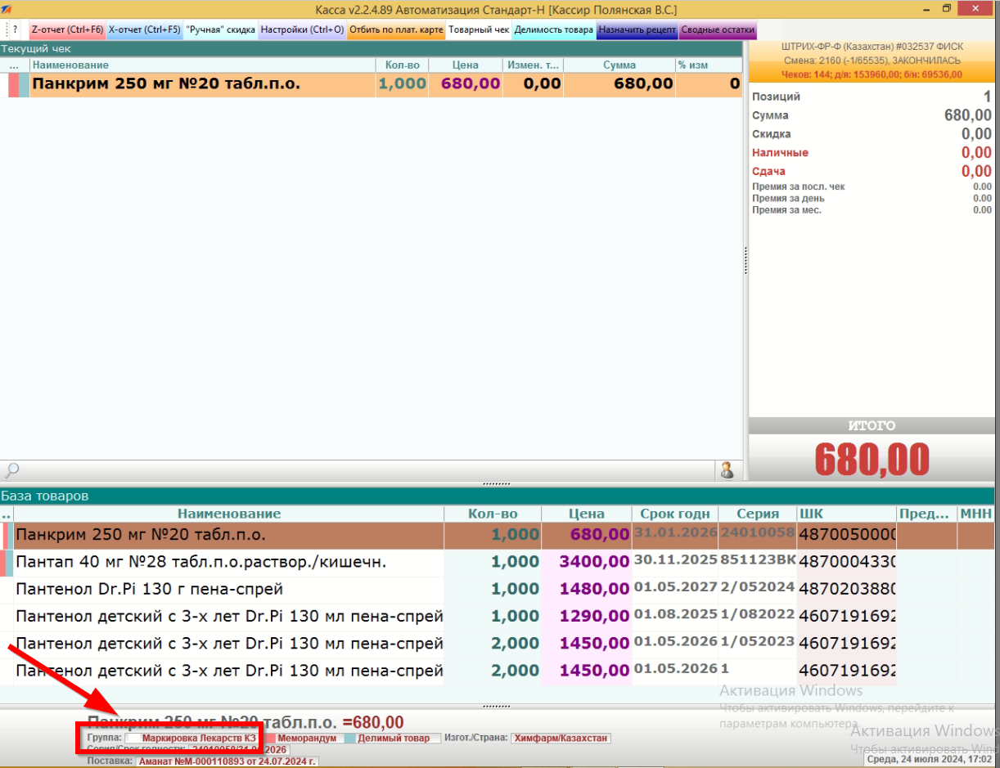 Касса v2.2.4.89 Автоматизация Стандарт-Н [Кассир Полянская В.С.]
? Z-отчет (Ctrl+F6) X-отчет (Ctrl+F5) "Ручная" скидка Настройки (Ctrl+O) Отбить по плат. карте Товарный чек Делимость товара Назначить рецепт Сводные остатки
Текущий чек
... Наименование Кол-во Цена Измен. т... Сумма % изм
Панкрим 250 мг №20 табл.п.о. 1,000 680,00 0,00 680,00 0
ШТРИХ-ФР-Ф (Казахстан) #032537 ФИСК
Смена: 2160 (-1/65535), ЗАКОНЧИЛАСЬ
Чеков: 144; д/я: 153960,00; б/н: 69536,00
Позиций 1
Сумма 680,00
Скидка 0,00
Наличные 0,00
Сдача 0,00
Премия за посл. чек 0.00
Премия за день 0.00
Премия за мес. 0.00
ИТОГО
680,00
База товаров
.. Наименование Кол-во Цена Срок годн Серия ШК Пред... МНН
Панкрим 250 мг №20 табл.п.о. 1,000 680,00 31.01.2026 24010058 4870050000
Пантап 40 мг №28 табл.п.о.раствор./кишечн. 1,000 3400,00 30.11.2025 851123ВК 4870004330
Пантенол Dr.Pi 130 г пена-спрей 1,000 1480,00 01.05.2027 2/052024 4870203880
Пантенол детский с 3-х лет Dr.Pi 130 мл пена-спрей 1,000 1290,00 01.08.2025 1/082022 4607191692
Пантенол детский с 3-х лет Dr.Pi 130 мл пена-спрей 2,000 1450,00 01.05.2026 1/052023 4607191692
Пантенол детский с 3-х лет Dr.Pi 130 мл пена-спрей 2,000 1450,00 01.05.2026 1 4607191692
Активация Windows
Чтобы активировать Windows, перейдите к
параметрам компьютера.
Активация Windows
Чтобы активировать Wind
Панкрим 250 мг №20 табл.п.о. =680,00
Группа: Маркировка Лекарств КЗ Меморандум Делимый товар Изгот./Страна: Химфарм/Казахстан
Серия/Срок годности: 24010058/31.01.2026
Поставка: Аманат №М-000110893 от 24.07.2024 г.
Среда, 24 июля 2024, 17:02